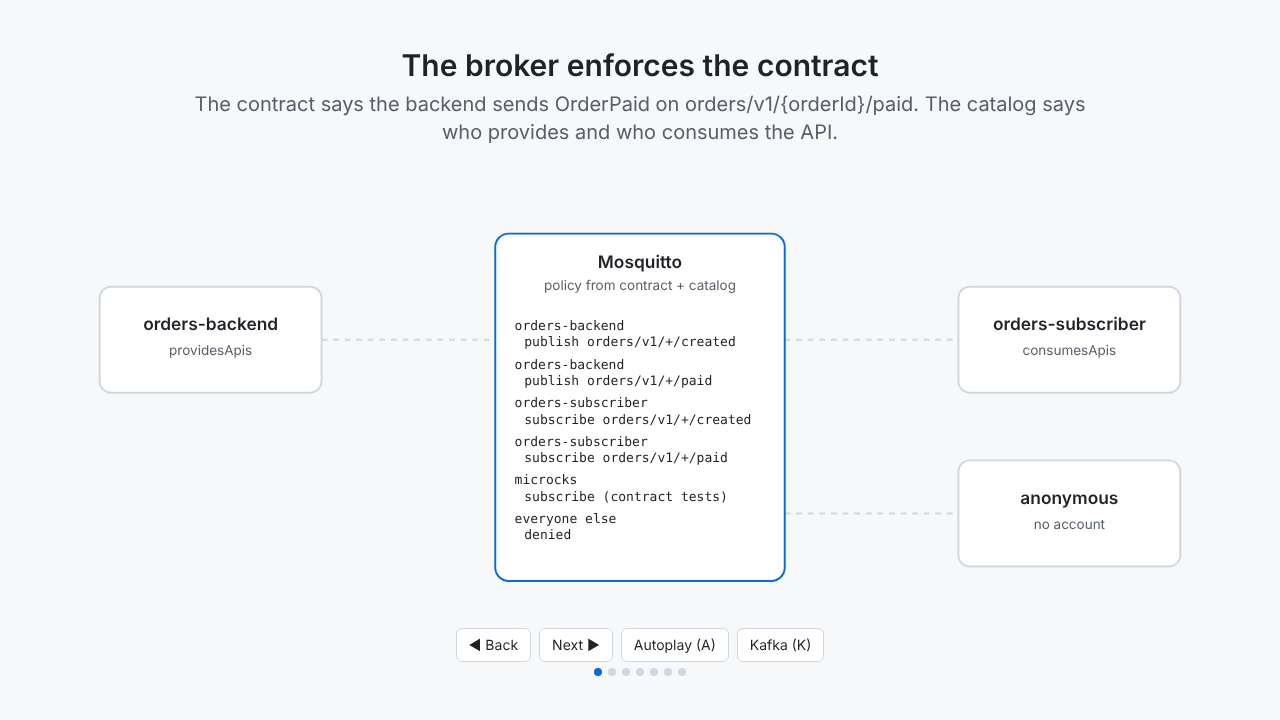 The broker enforces the contract
The contract says the backend sends OrderPaid on orders/v1/{orderId}/paid. The catalog says
who provides and who consumes the API.
orders-backend
providesApis
Mosquitto
policy from contract + catalog
orders-backend
publish orders/v1/+/created
orders-backend
publish orders/v1/+/paid
orders-subscriber
subscribe orders/v1/+/created
orders-subscriber
subscribe orders/v1/+/paid
microcks
subscribe (contract tests)
everyone else
denied
orders-subscriber
consumesApis
anonymous
no account
◀ Back
Next ▶
Autoplay (A)
Kafka (K)